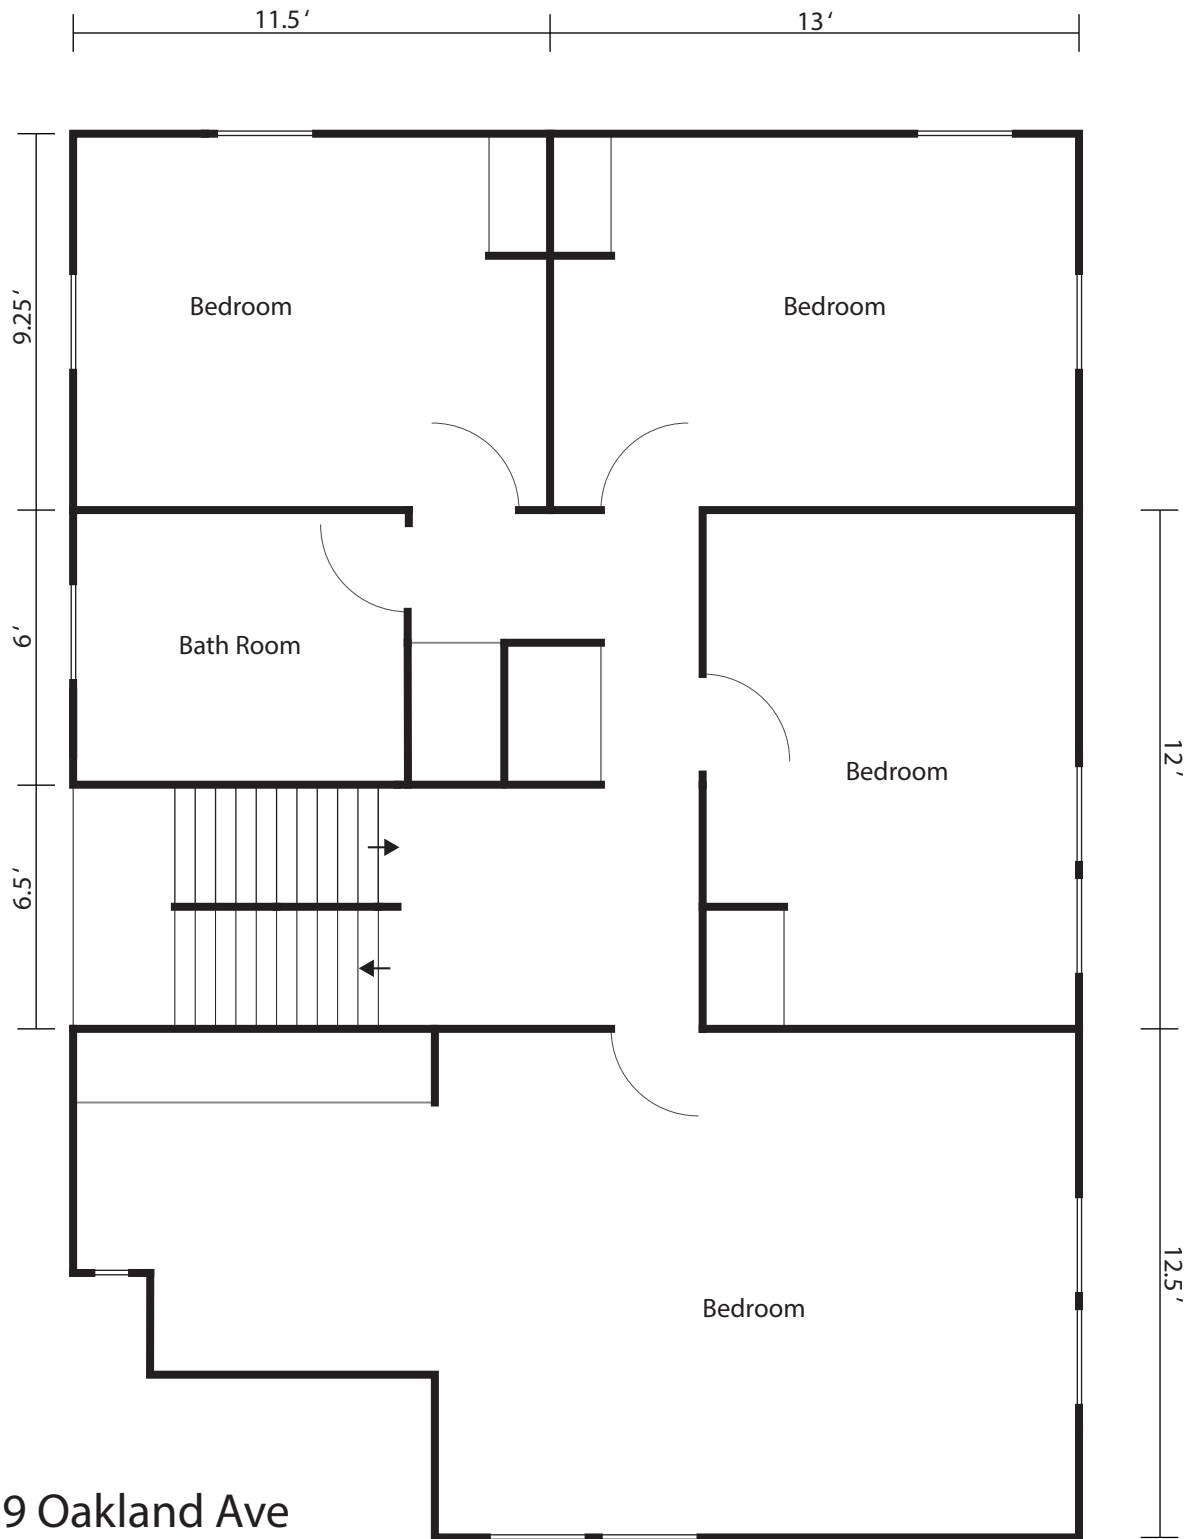 11.5 ‘
13 ‘
9.25 ‘
Bedroom
Bedroom
6 ‘
Bath Room
Bedroom
12 ‘
6.5 ‘
Bedroom
12.5 ‘
9 Oakland Ave